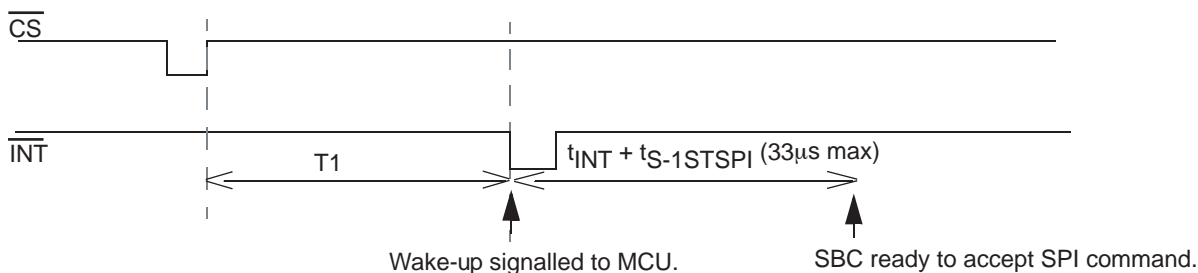 CS
INT
T1
tINT + tS-1STSPI (33μs max)
Wake-up signalled to MCU.
SBC ready to accept SPI command.